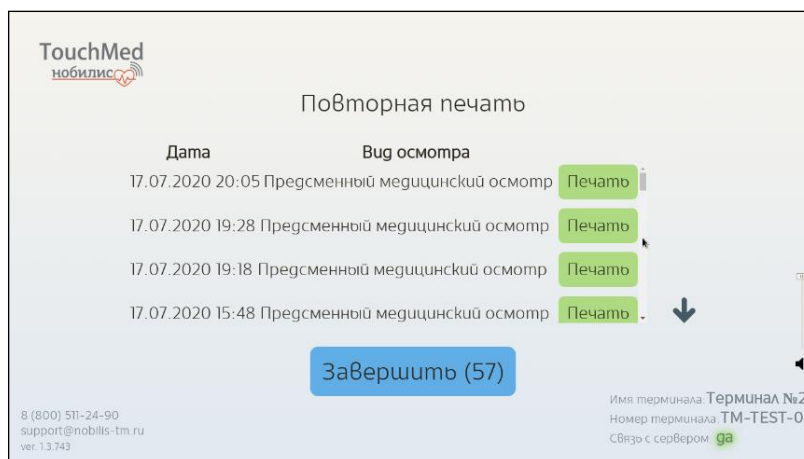 TouchMed
нобилис
Повторная печать
Дата Вид осмотра
17.07.2020 20:05 Предсменный медицинский осмотр Печать
17.07.2020 19:28 Предсменный медицинский осмотр Печать
17.07.2020 19:18 Предсменный медицинский осмотр Печать
17.07.2020 15:48 Предсменный медицинский осмотр Печать
Завершить (57)
8 (800) 511-24-90
support@nobilis-tm.ru
ver. 1.3.743
Имя терминала: Терминал №2
Номер терминала: TM-TEST-0
Связь с сервером: да